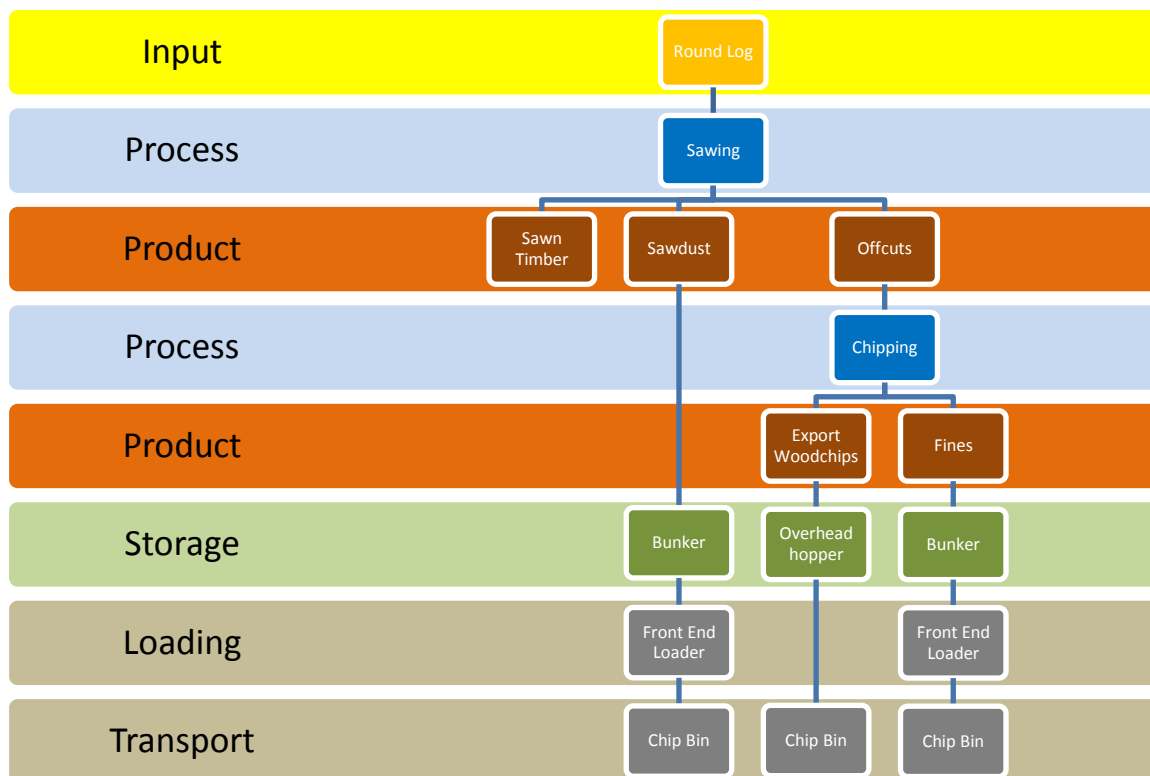 Input
Round Log
Process
Sawing
Product
Sawn
Timber
Sawdust
Offcuts
Process
Chipping
Product
Export
Woodchips
Fines
Storage
Bunker
Overhead
hopper
Bunker
Loading
Front End
Loader
Front End
Loader
Transport
Chip Bin
Chip Bin
Chip Bin